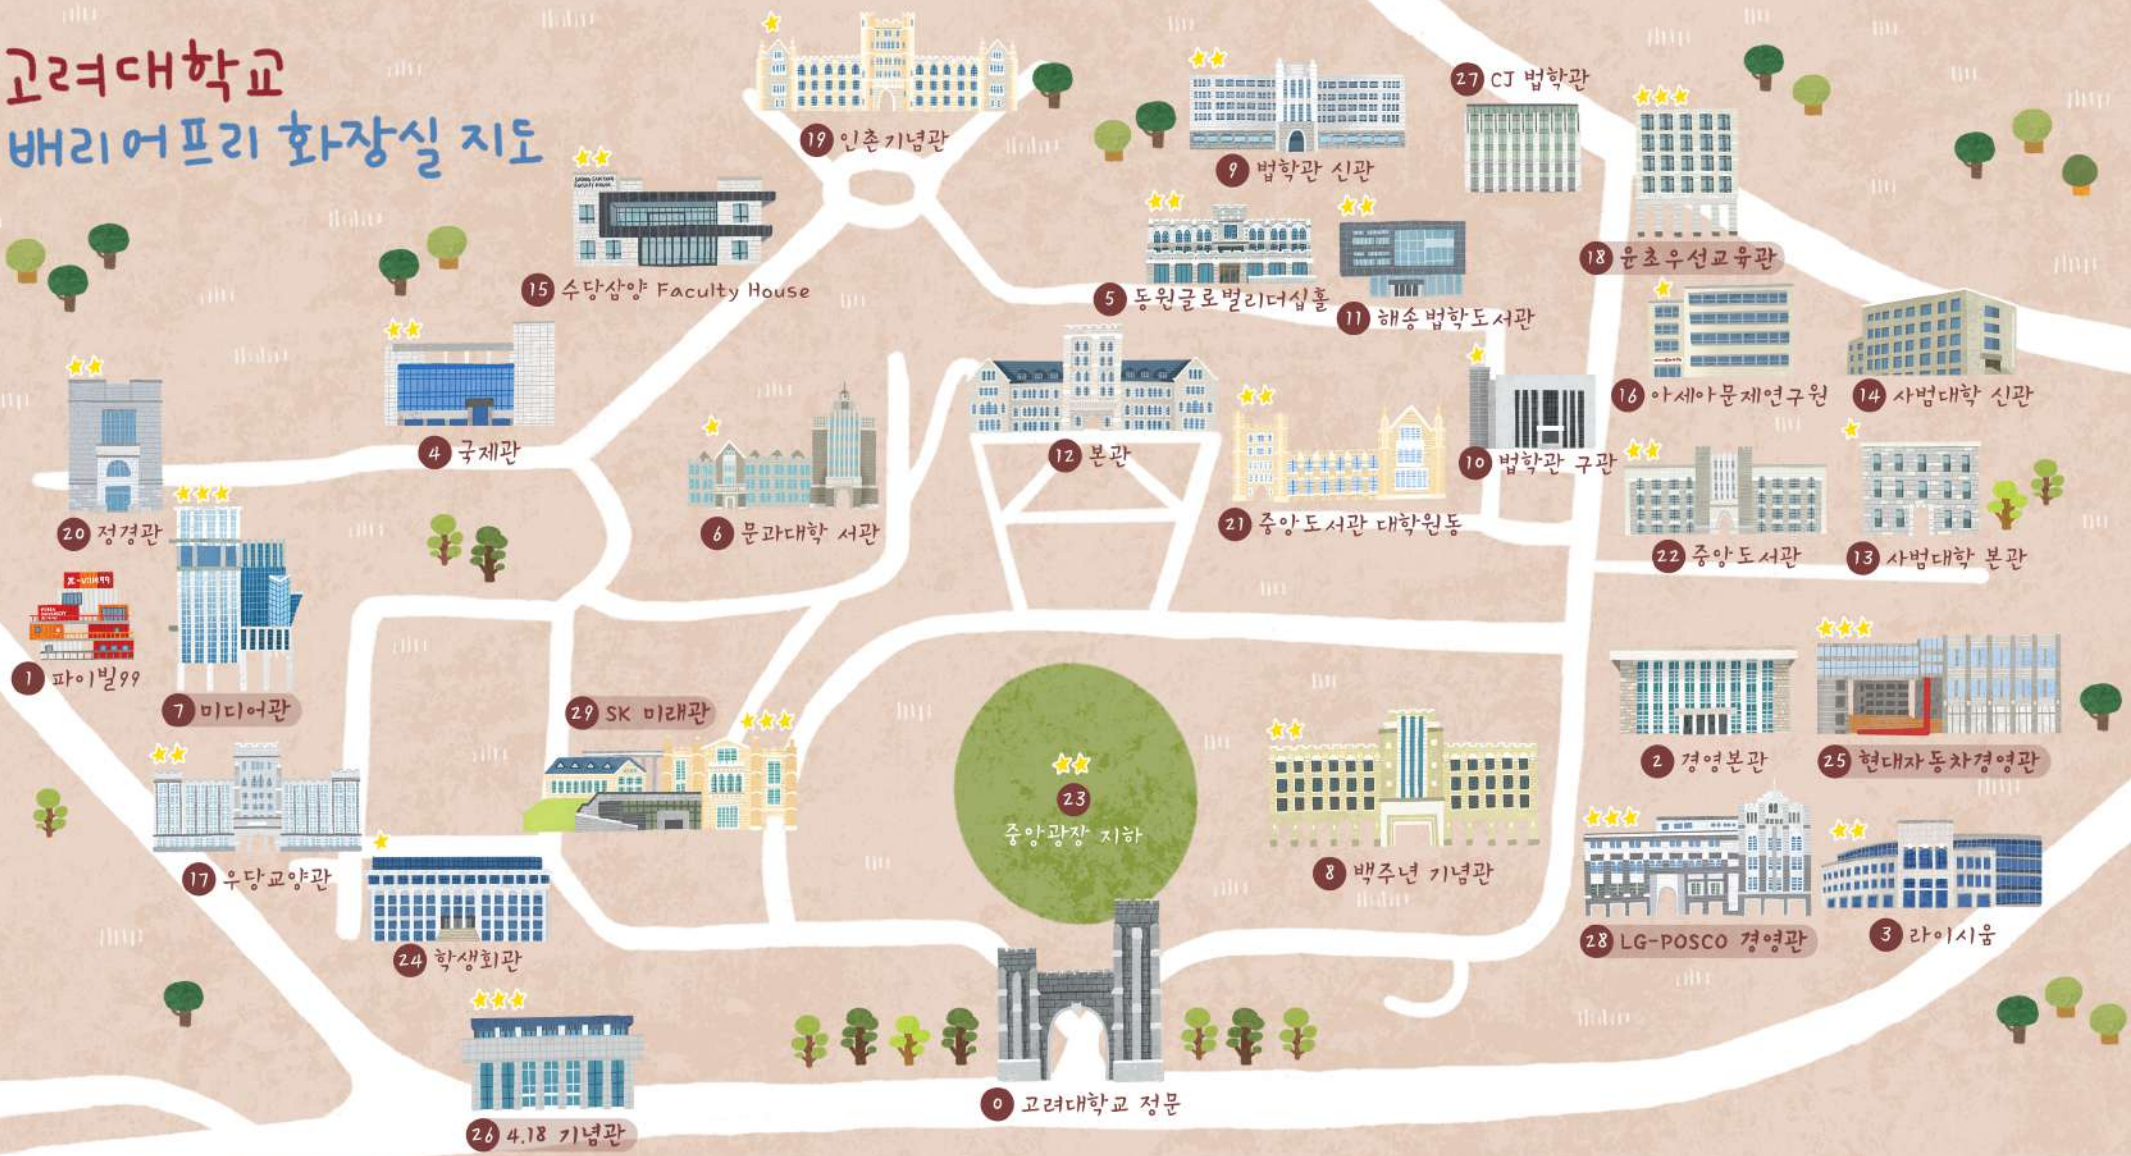 고려대학교
배리어프리 화장실 지도
19 인촌기념관
9 법학관 신관
27 CJ 법학관
15 수당삼양 Faculty House
5 동원글로벌리더십홀
11 해송법학도서관
18 윤초우선교육관
4 국제관
12 본관
16 아세아문제연구원
14 사범대학 신관
20 정경관
6 문과대학 서관
21 중앙도서관 대학원동
10 법학관 구관
22 중앙도서관
13 사범대학 본관
1 파이빌99
7 미디어관
29 SK 미래관
23
중앙광장 지하
2 경영본관
25 현대자동차경영관
17 우당교양관
24 학생회관
8 백주년 기념관
28 LG-POSCO 경영관
3 라이시움
26 4.18 기념관
0 고려대학교 정문